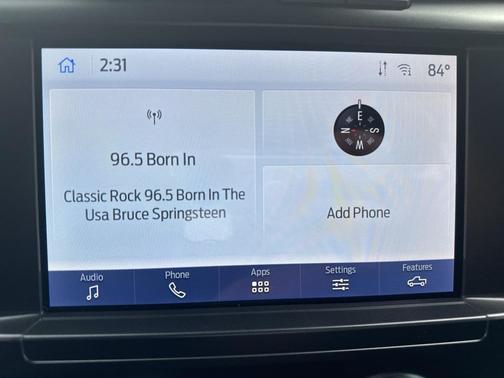 2:31
84°
96.5 Born In
Classic Rock 96.5 Born In The
Usa Bruce Springsteen
E
N
S
W
Add Phone
Audio
Phone
Apps
Settings
Features